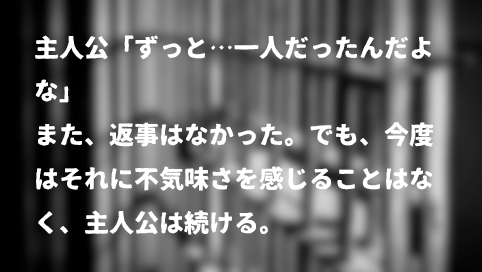 主人公「ずっと…一人だったんだよ
な」
また、返事はなかった。でも、今度
はそれに不気味さを感じることはな
く、主人公は続ける。